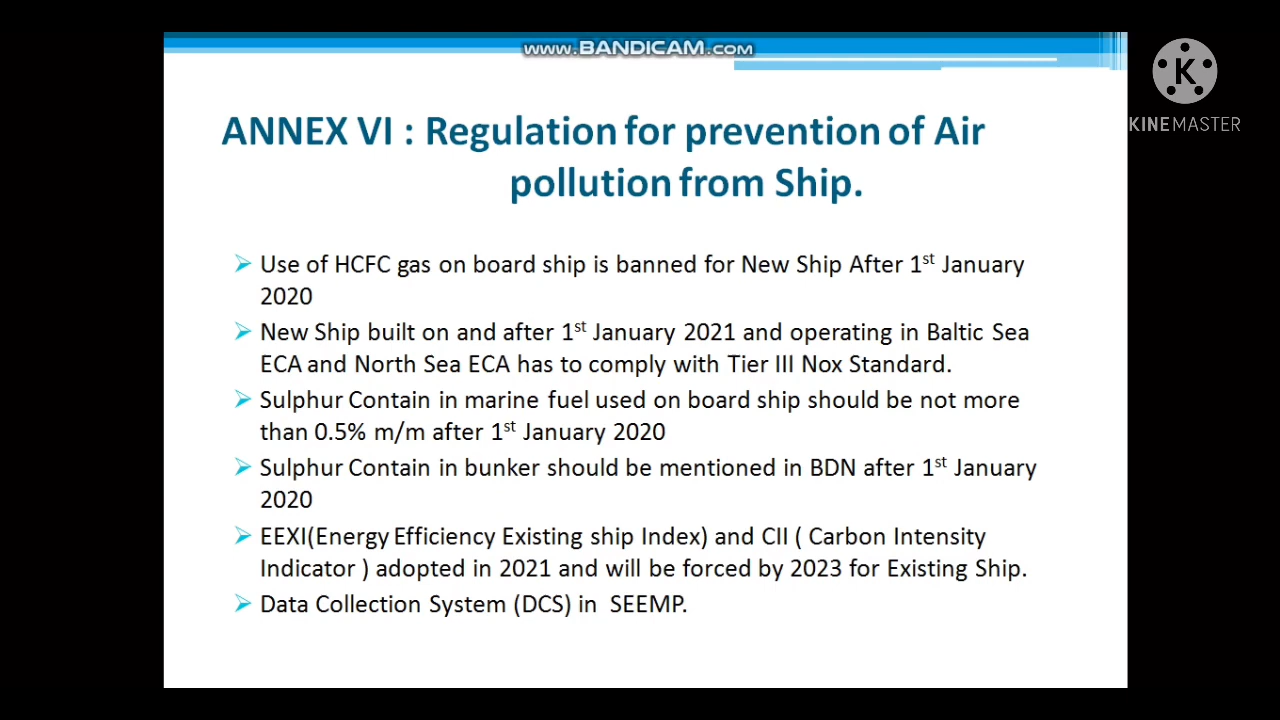 www.BANDICAM.com
K
KINEMASTER
ANNEX VI : Regulation for prevention of Air
pollution from Ship.
Use of HCFC gas on board ship is banned for New Ship After 1st January
2020
New Ship built on and after 1st January 2021 and operating in Baltic Sea
ECA and North Sea ECA has to comply with Tier III Nox Standard.
Sulphur Contain in marine fuel used on board ship should be not more
than 0.5% m/m after 1st January 2020
Sulphur Contain in bunker should be mentioned in BDN after 1st January
2020
EEXI(Energy Efficiency Existing ship Index) and CII ( Carbon Intensity
Indicator ) adopted in 2021 and will be forced by 2023 for Existing Ship.
Data Collection System (DCS) in SEEMP.